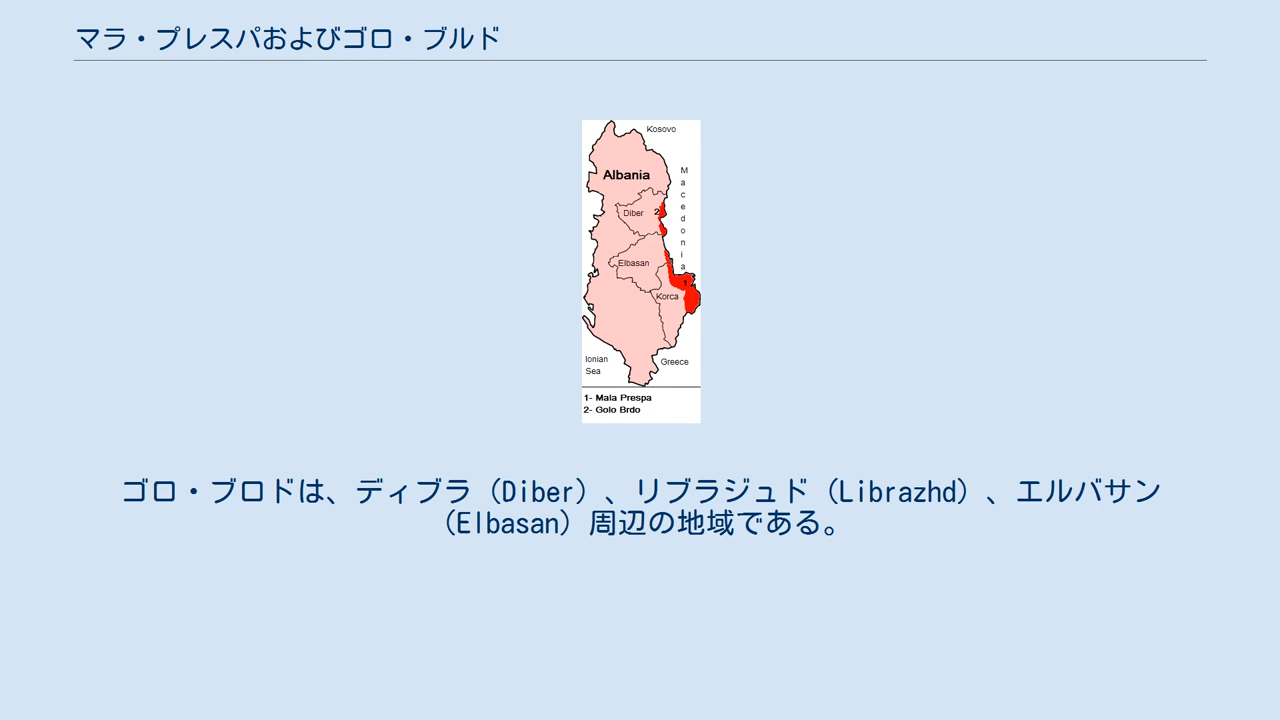 マラ・プレスパおよびゴロ・ブルド
Kosovo
Albania
Macedonia
Diber
2
Elbasan
1
Korca
Ionian
Sea
Greece
1- Mala Prespa
2- Golo Brdo
ゴロ・ブロドは、ディブラ（Diber）、リブラジュド（Librazhd）、エルバサン
（Elbasan）周辺の地域である。